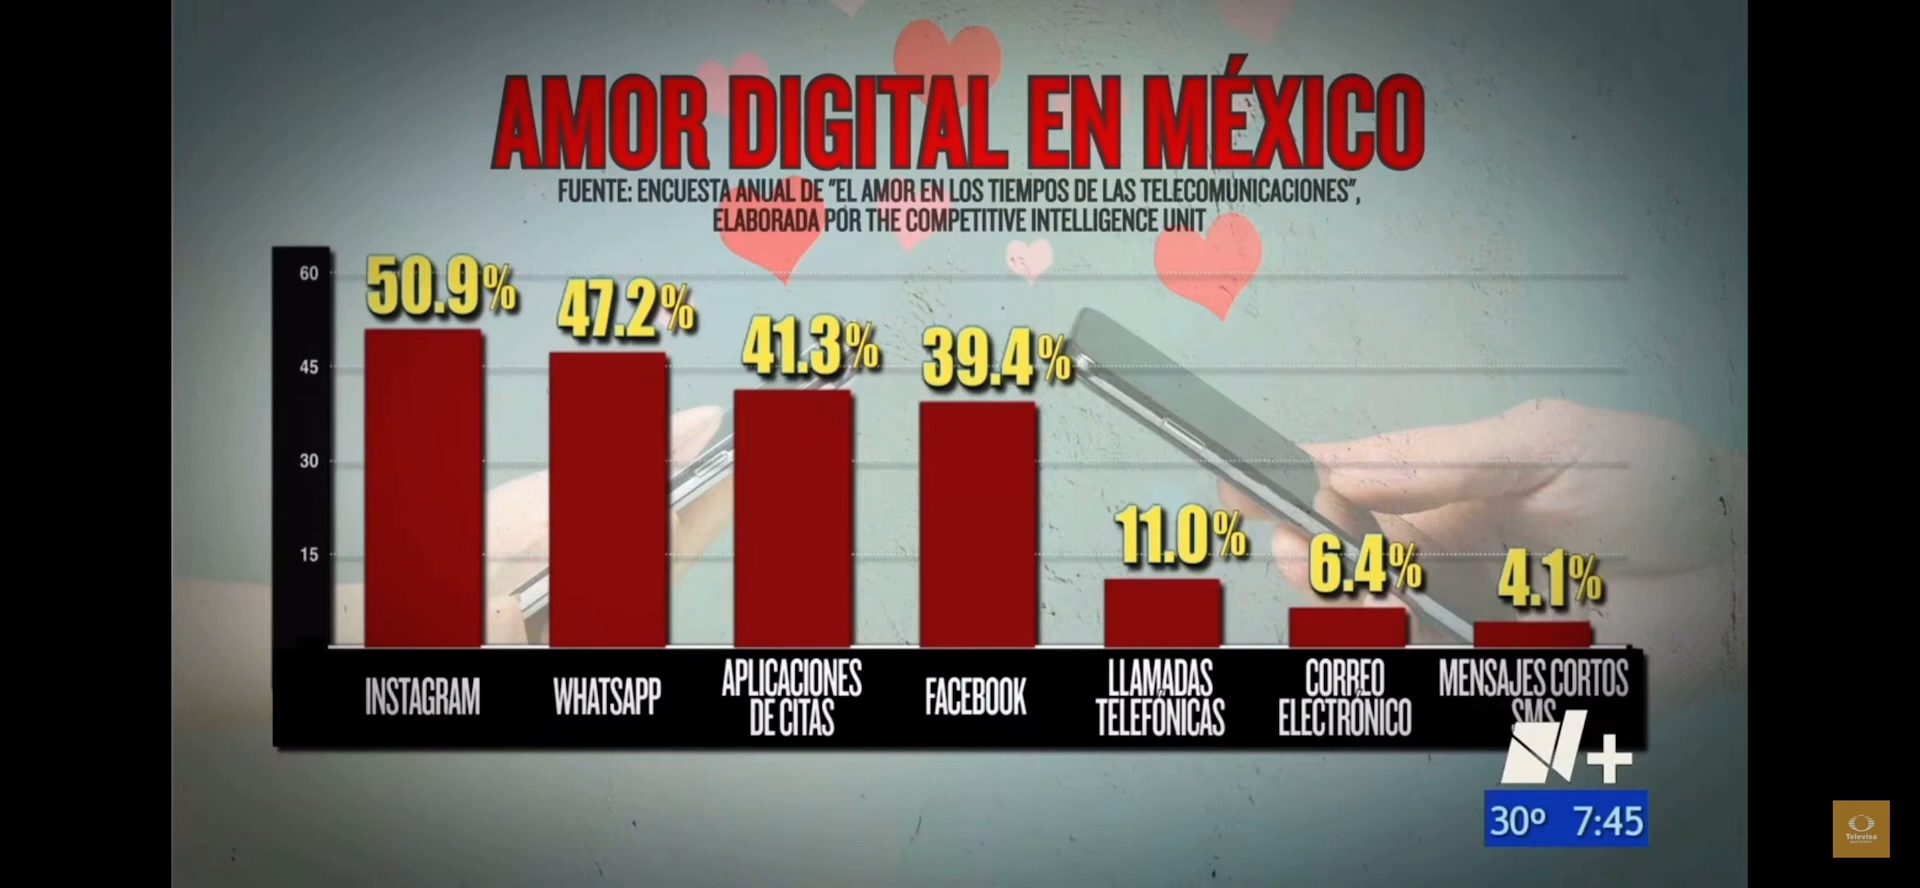 AMOR DIGITAL EN MÉXICO
FUENTE: ENCUESTA ANUAL DE "EL AMOR EN LOS TIEMPOS DE LAS TELECOMUNICACIONES",
ELABORADA POR THE COMPETITIVE INTELLIGENCE UNIT
60
45
30
15
50.9%
47.2%
41.3%
39.4%
11.0%
6.4%
4.1%
INSTAGRAM
WHATSAPP
APLICACIONES
DE CITAS
FACEBOOK
LLAMADAS
TELEFÓNICAS
CORREO
ELECTRÓNICO
MENSAJES CORTOS
SMS
N+
30º 7:45
Televisa